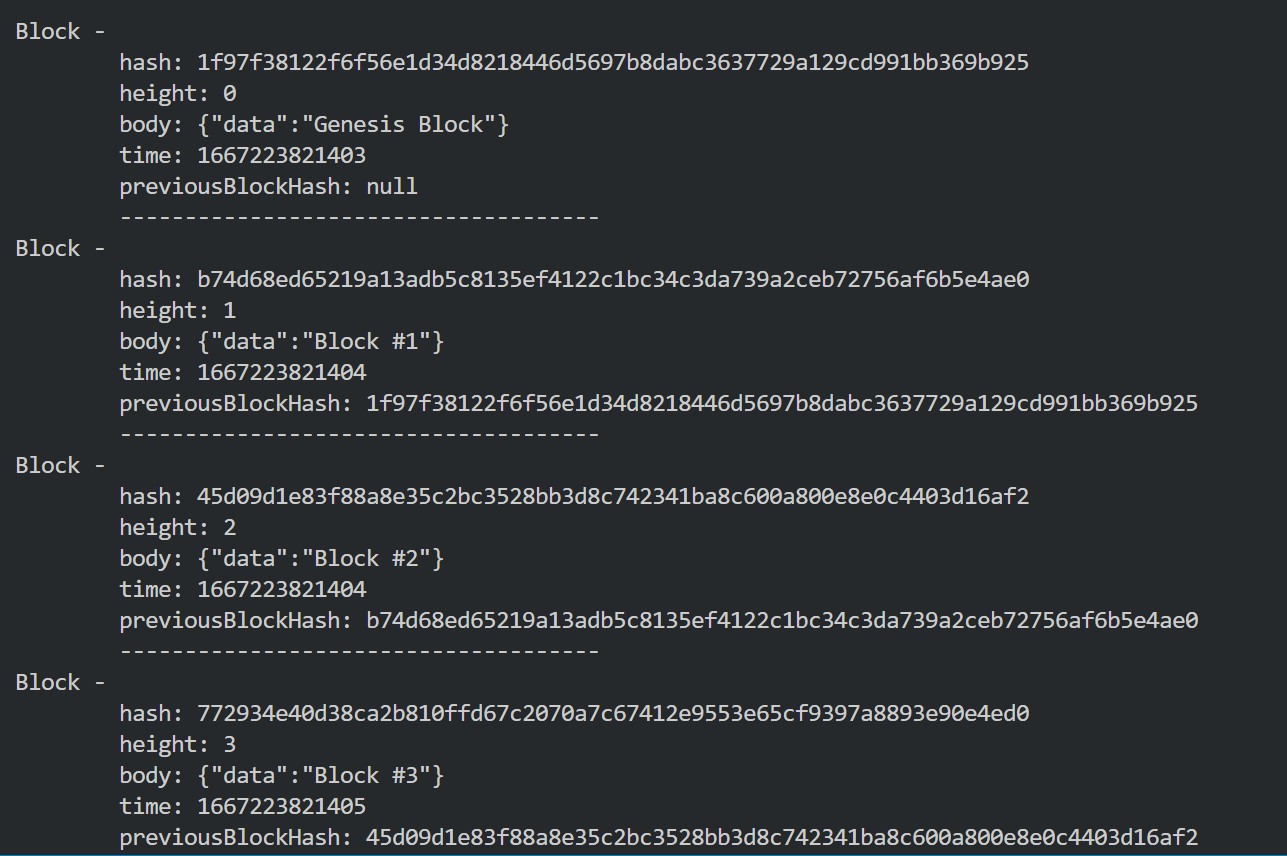 Block -
hash: 1f97f38122f6f56e1d34d8218446d5697b8dabc3637729a129cd991bb369b925
height: 0
body: {"data":"Genesis Block"}
time: 1667223821403
previousBlockHash: null
-------------------------------------
Block -
hash: b74d68ed65219a13adb5c8135ef4122c1bc34c3da739a2ceb72756af6b5e4ae0
height: 1
body: {"data":"Block #1"}
time: 1667223821404
previousBlockHash: 1f97f38122f6f56e1d34d8218446d5697b8dabc3637729a129cd991bb369b925
-------------------------------------
Block -
hash: 45d09d1e83f88a8e35c2bc3528bb3d8c742341ba8c600a800e8e0c4403d16af2
height: 2
body: {"data":"Block #2"}
time: 1667223821404
previousBlockHash: b74d68ed65219a13adb5c8135ef4122c1bc34c3da739a2ceb72756af6b5e4ae0
-------------------------------------
Block -
hash: 772934e40d38ca2b810ffd67c2070a7c67412e9553e65cf9397a8893e90e4ed0
height: 3
body: {"data":"Block #3"}
time: 1667223821405
previousBlockHash: 45d09d1e83f88a8e35c2bc3528bb3d8c742341ba8c600a800e8e0c4403d16af2